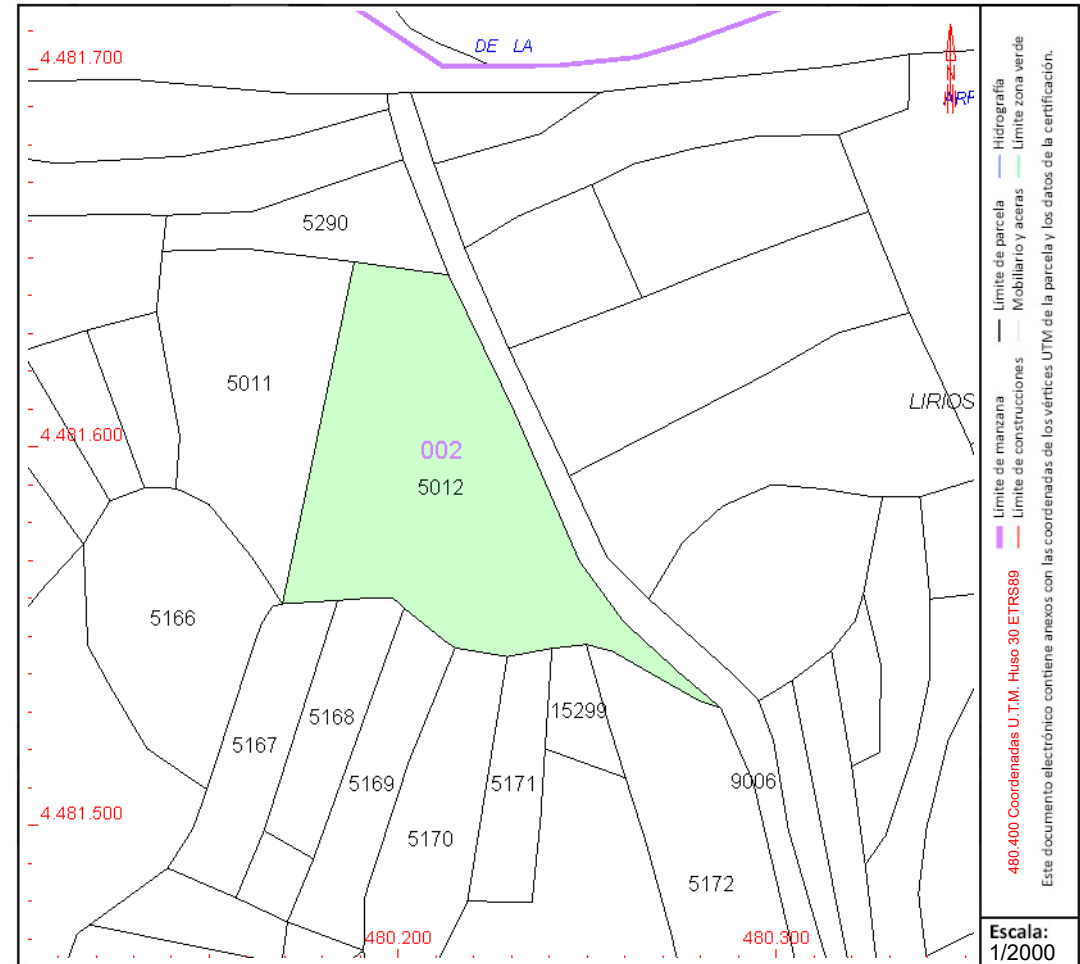 DE LA
4.481.700
N
5290
5011
4.481.600
LIRIOS
002
5012
5166
15299
5168
5167
9006
5169
5171
4.481.500
5170
5172
480.200
480.300
Límite de manzana
Límite de parcela
Hidrografía
480.400 Coordenadas U.T.M. Huso 30 ETRS89
Límite de construcciones
Mobiliario y aceras
Límite zona verde
Este documento electrónico contiene anexos con las coordenadas de los vértices UTM de la parcela y los datos de la certificación.
Escala:
1/2000